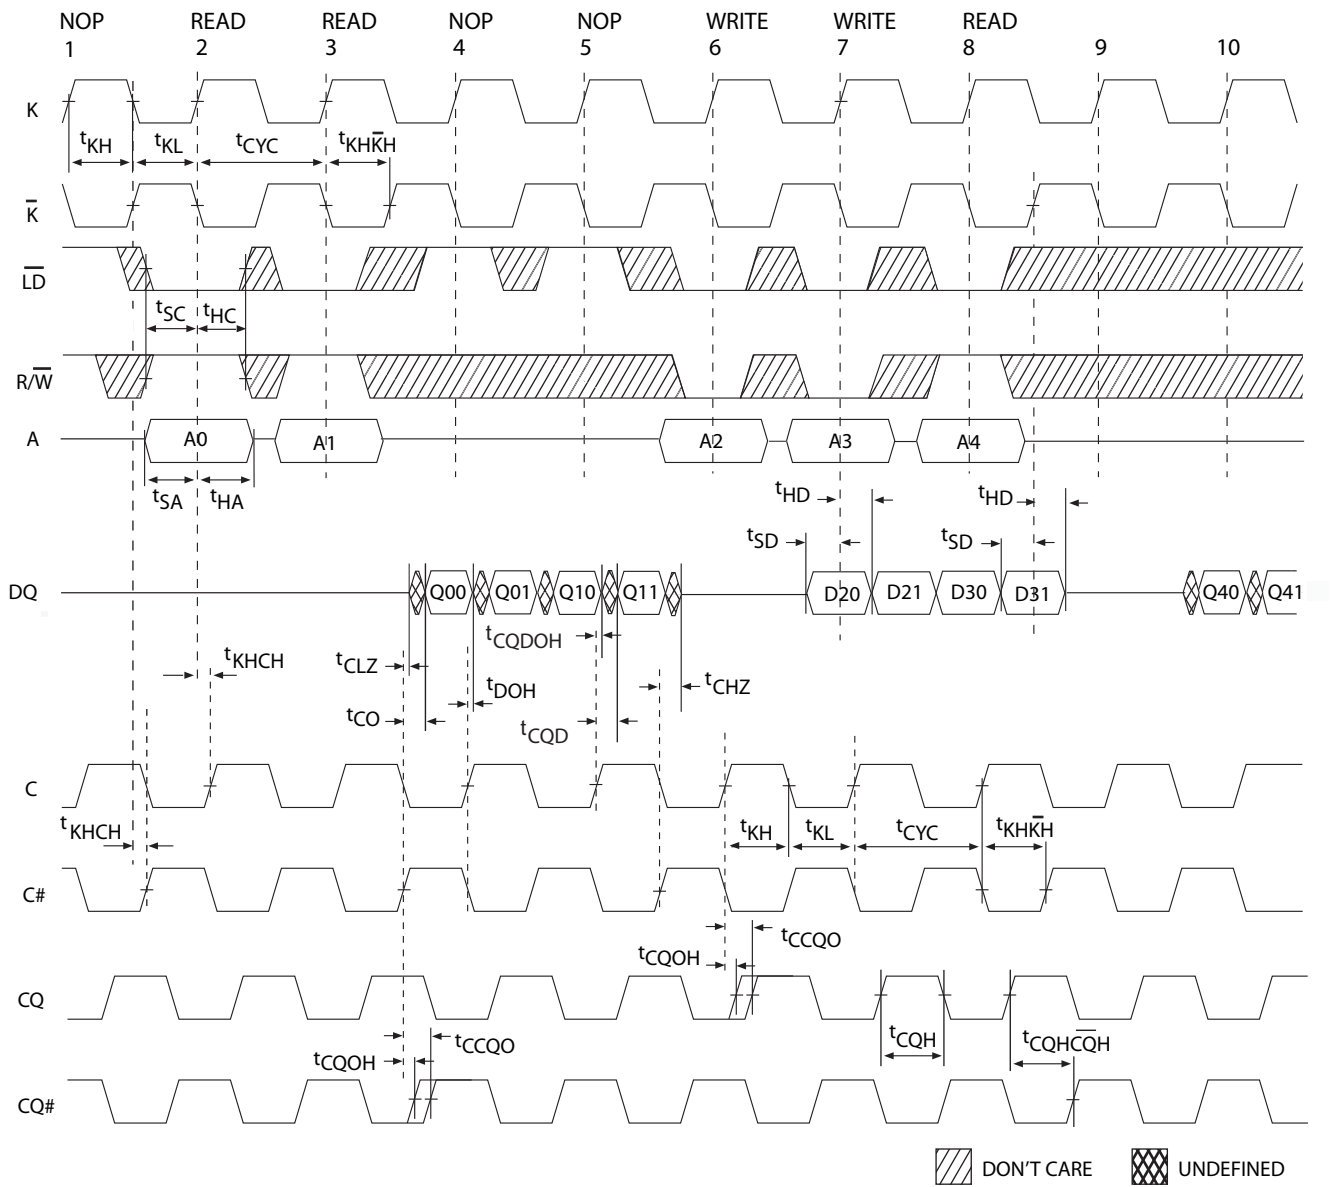 NOP READ READ NOP NOP WRITE WRITE READ
1 2 3 4 5 6 7 8 9 10
K
tKH tKL tCYC tKHK̅H
K̅
L̅D̅
tSC tHC
R/W̅
A A0 A1 A2 A3 A4
tSA tHA tHD tHD
tSD tSD
DQ Q00 Q01 Q10 Q11 D20 D21 D30 D31 Q40 Q41
tCQDOH
tKHCH tCLZ tDOH tCHZ
tCO tCQD
C
tKHCH tKH tKL tCYC tKHK̅H
C#
tCCQO
tCQOH
CQ
tCCQO tCQH tCQHC̅Q̅H
tCQOH
CQ#
DON'T CARE UNDEFINED